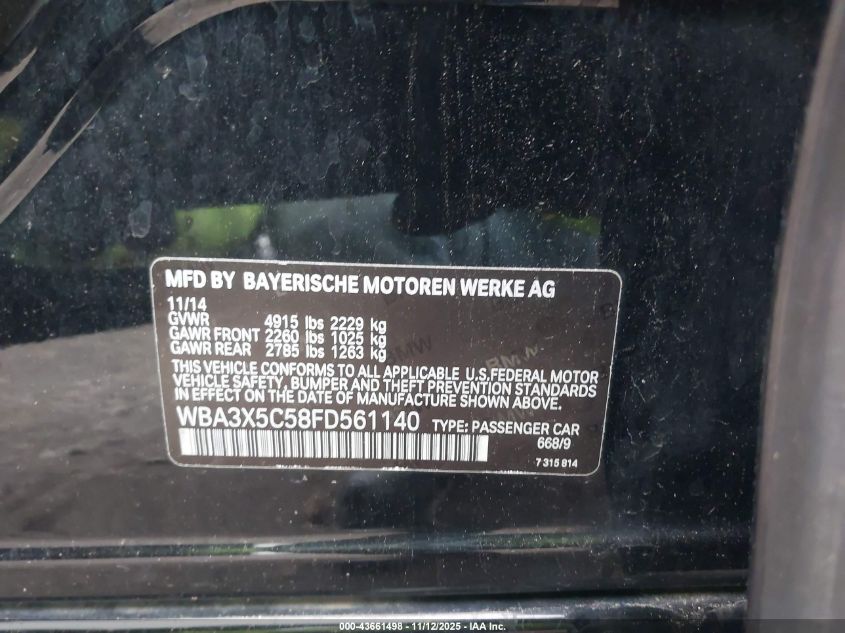 MFD BY BAYERISCHE MOTOREN WERKE AG
11/14
GVWR 4915 lbs 2229 kg
GAWR FRONT 2260 lbs 1025 kg
GAWR REAR 2785 lbs 1263 kg
THIS VEHICLE CONFORMS TO ALL APPLICABLE U.S.FEDERAL MOTOR
VEHICLE SAFETY, BUMPER AND THEFT PREVENTION STANDARDS
IN EFFECT ON THE DATE OF MANUFACTURE SHOWN ABOVE.
WBA3X5C58FD561140 TYPE: PASSENGER CAR
668/9
7 315 814
BMW
BMW
000-43661498 - 11/12/2025 - IAA Inc.